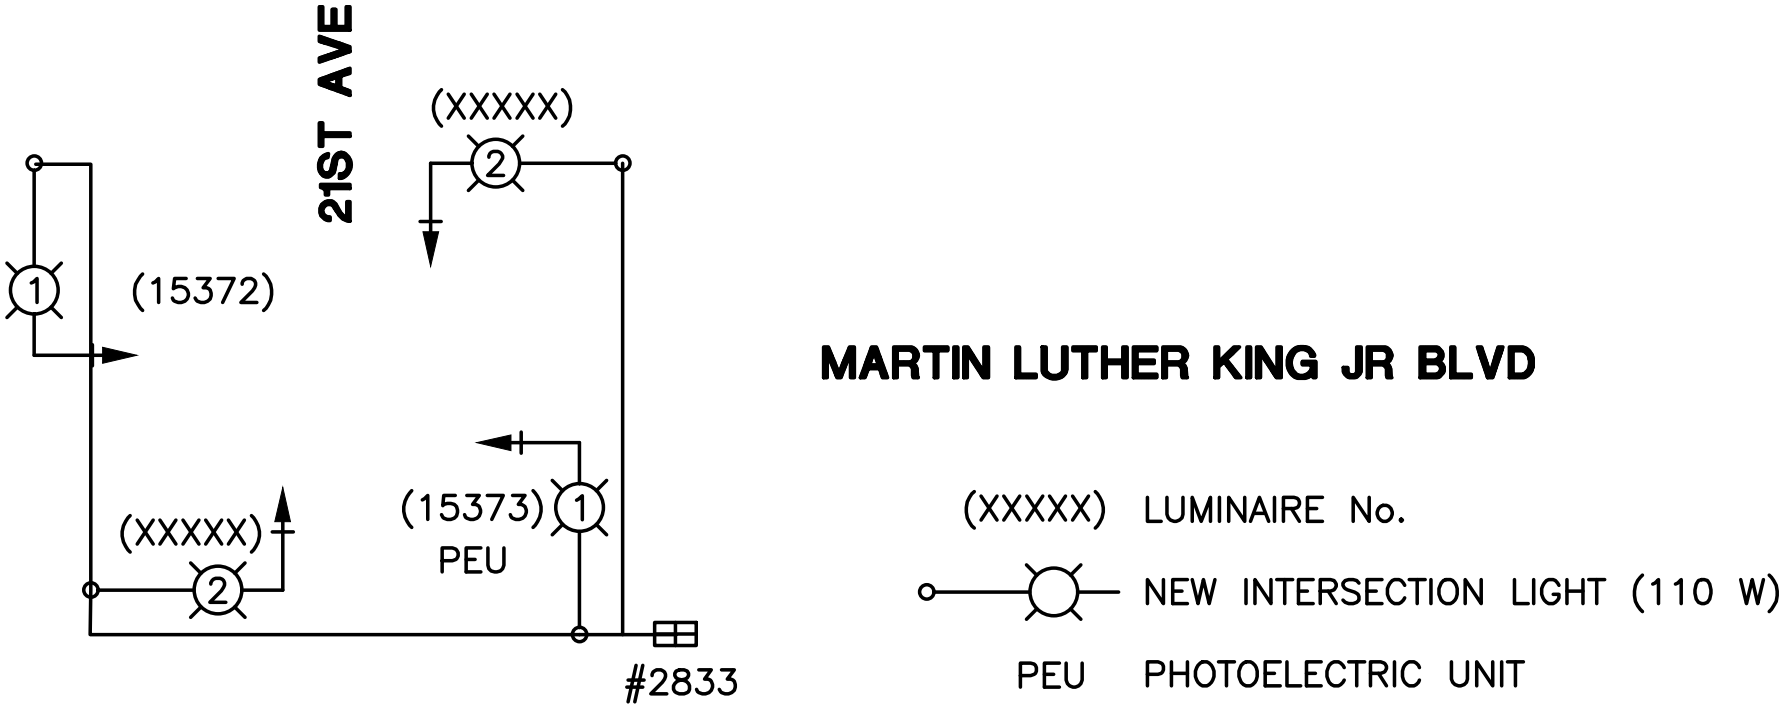 21ST AVE
(XXXXX)
2
1
(15372)
MARTIN LUTHER KING JR BLVD
(15373)
1
PEU
(XXXXX)
2
#2833
(XXXXX) LUMINAIRE No.
NEW INTERSECTION LIGHT (110 W)
PEU PHOTOELECTRIC UNIT